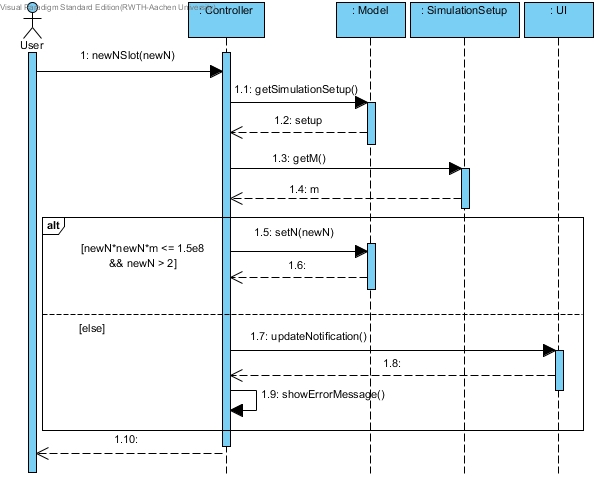 Visual Paradigm Standard Edition(RWTH-Aachen University)
: Controller
: Model
: SimulationSetup
: UI
User
1: newNSlot(newN)
1.1: getSimulationSetup()
1.2: setup
1.3: getM()
1.4: m
alt
[newN*newN*m <= 1.5e8
&& newN > 2]
1.5: setN(newN)
1.6:
[else]
1.7: updateNotification()
1.8:
1.9: showErrorMessage()
1.10: